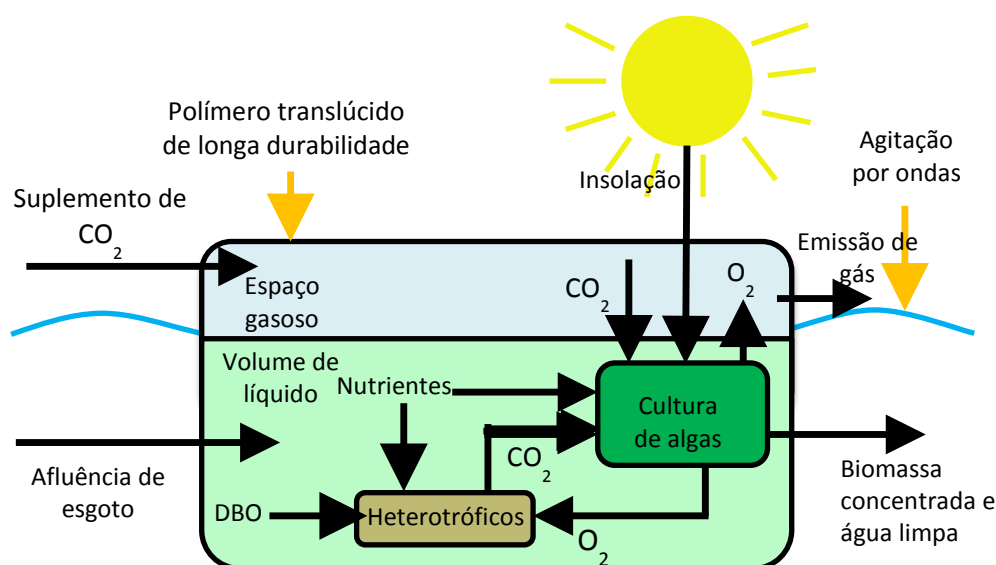 Polímero translúcido
de longa durabilidade
Agitação
por ondas
Insolação
Suplemento de
CO₂
Emissão de
gás
Espaço
gasoso
CO₂
O₂
Volume de
líquido
Nutrientes
Cultura
de algas
CO₂
Afluência de
esgoto
DBO
Heterotróficos
O₂
Biomassa
concentrada e
água limpa